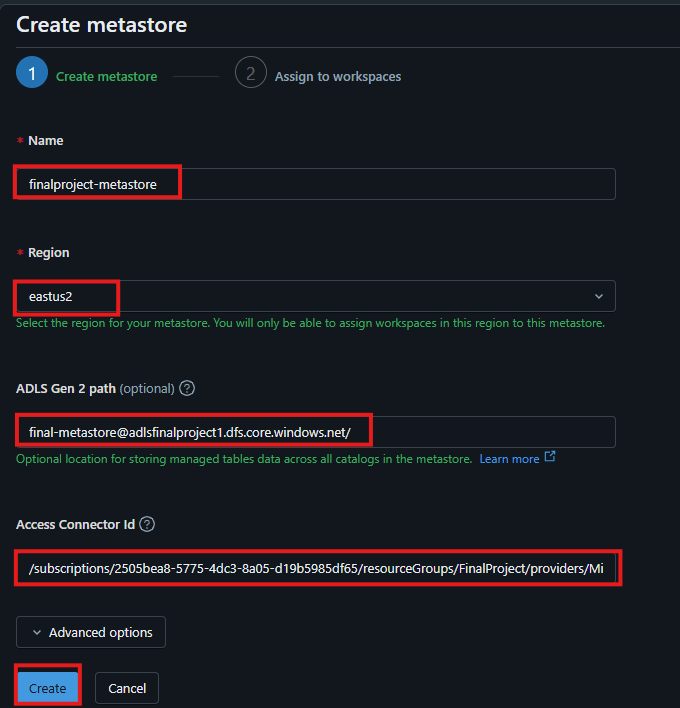 Create metastore
1 Create metastore 2 Assign to workspaces
* Name
finalproject-metastore
* Region
eastus2
Select the region for your metastore. You will only be able to assign workspaces in this region to this metastore.
ADLS Gen 2 path (optional) ?
final-metastore@adlsfinalproject1.dfs.core.windows.net/
Optional location for storing managed tables data across all catalogs in the metastore. Learn more
Access Connector Id ?
/subscriptions/2505bea8-5775-4dc3-8a05-d19b5985df65/resourceGroups/FinalProject/providers/Mi
Advanced options
Create Cancel